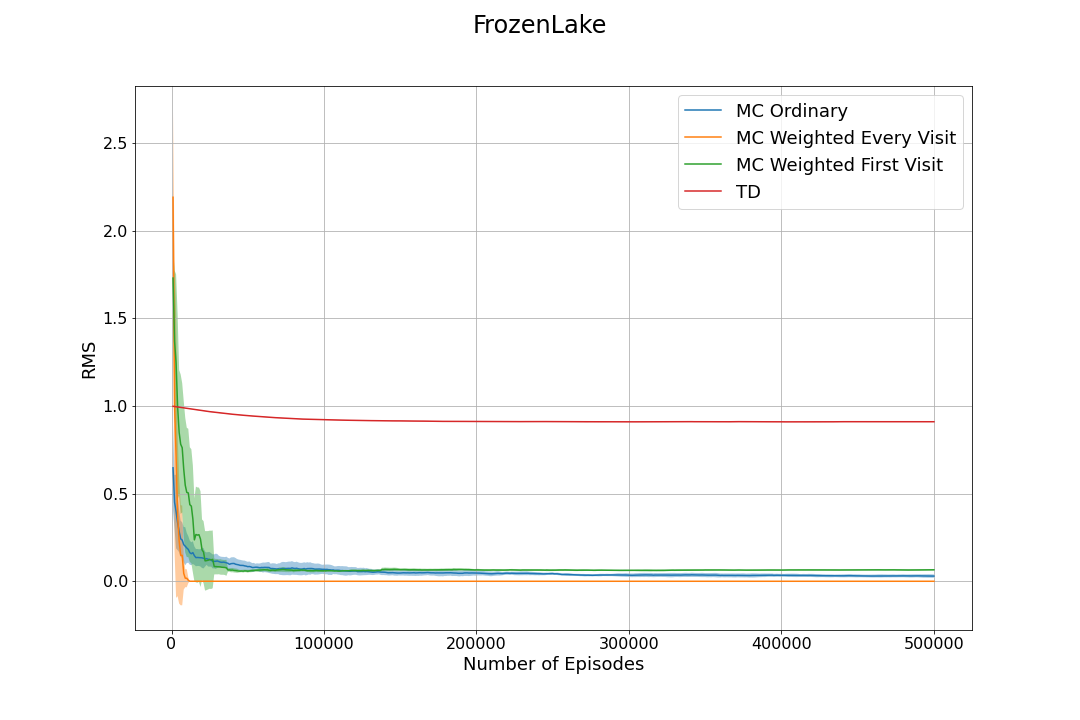 FrozenLake
MC Ordinary
MC Weighted Every Visit
MC Weighted First Visit
TD
2.5
2.0
1.5
1.0
0.5
0.0
RMS
0 100000 200000 300000 400000 500000
Number of Episodes